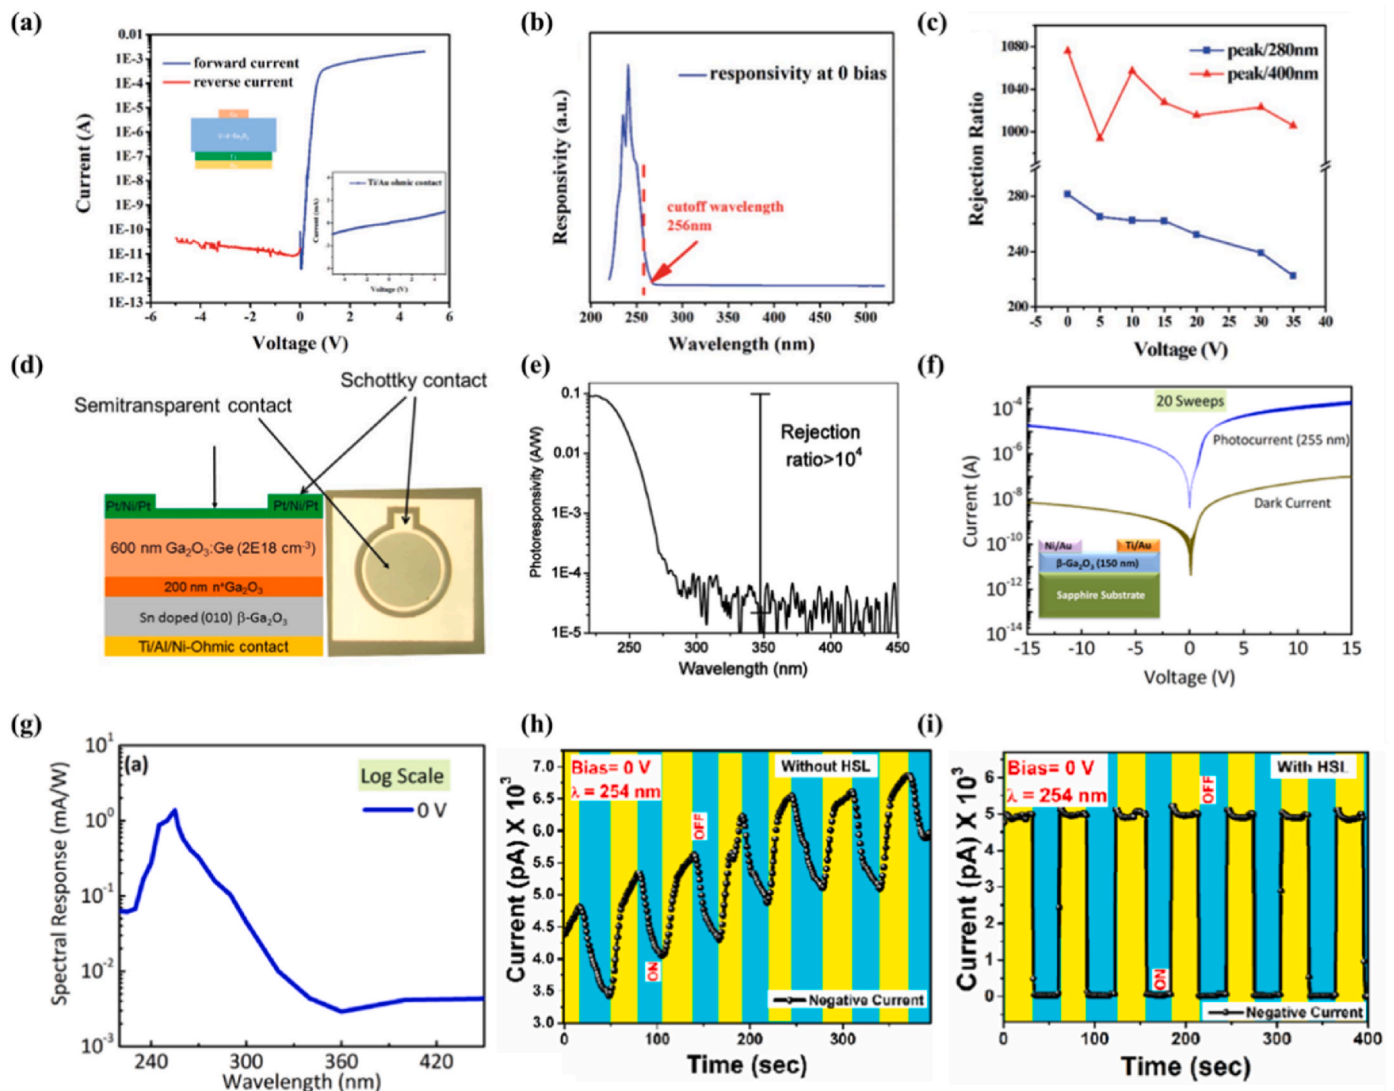 (a)
0.01
1E-3
1E-4
1E-5
1E-6
1E-7
1E-8
1E-9
1E-10
1E-11
1E-12
1E-13
Current (A)
forward current
reverse current
Ti/Au ohmic contact
Current (mA)
Voltage (V)
-6 -4 -2 0 2 4 6
Voltage (V)
(b)
Responsivity (a.u.)
responsivity at 0 bias
cutoff wavelength
256nm
200 250 300 350 400 450 500
Wavelength (nm)
(c)
1080
1040
1000
280
240
200
Rejection Ratio
peak/280nm
peak/400nm
-5 0 5 10 15 20 25 30 35 40
Voltage (V)
(d)
Schottky contact
Semitransparent contact
Pt/Ni/Pt
Pt/Ni/Pt
600 nm Ga₂O₃:Ge (2E18 cm⁻³)
200 nm n⁺Ga₂O₃
Sn doped (010) β-Ga₂O₃
Ti/Al/Ni-Ohmic contact
(e)
0.1
0.01
1E-3
1E-4
1E-5
Photoresponsivity (A/W)
Rejection
ratio>10⁴
250 300 350 400 450
Wavelength (nm)
(f)
10⁻⁴
10⁻⁶
10⁻⁸
10⁻¹⁰
10⁻¹²
10⁻¹⁴
Current (A)
20 Sweeps
Photocurrent (255 nm)
Dark Current
Ni/Au
Ti/Au
β-Ga₂O₃ (150 nm)
Sapphire Substrate
-15 -10 -5 0 5 10 15
Voltage (V)
(g)
10¹
10⁰
10⁻¹
10⁻²
10⁻³
Spectral Response (mA/W)
(a)
Log Scale
0 V
240 300 360 420
Wavelength (nm)
(h)
7.0
6.5
6.0
5.5
5.0
4.5
4.0
3.5
3.0
Current (pA) X 10³
Bias= 0 V
λ = 254 nm
Without HSL
OFF
ON
Negative Current
0 100 200 300
Time (sec)
(i)
6
5
4
3
2
1
0
Current (pA) X 10³
Bias= 0 V
λ = 254 nm
With HSL
OFF
ON
Negative Current
0 100 200 300 400
Time (sec)